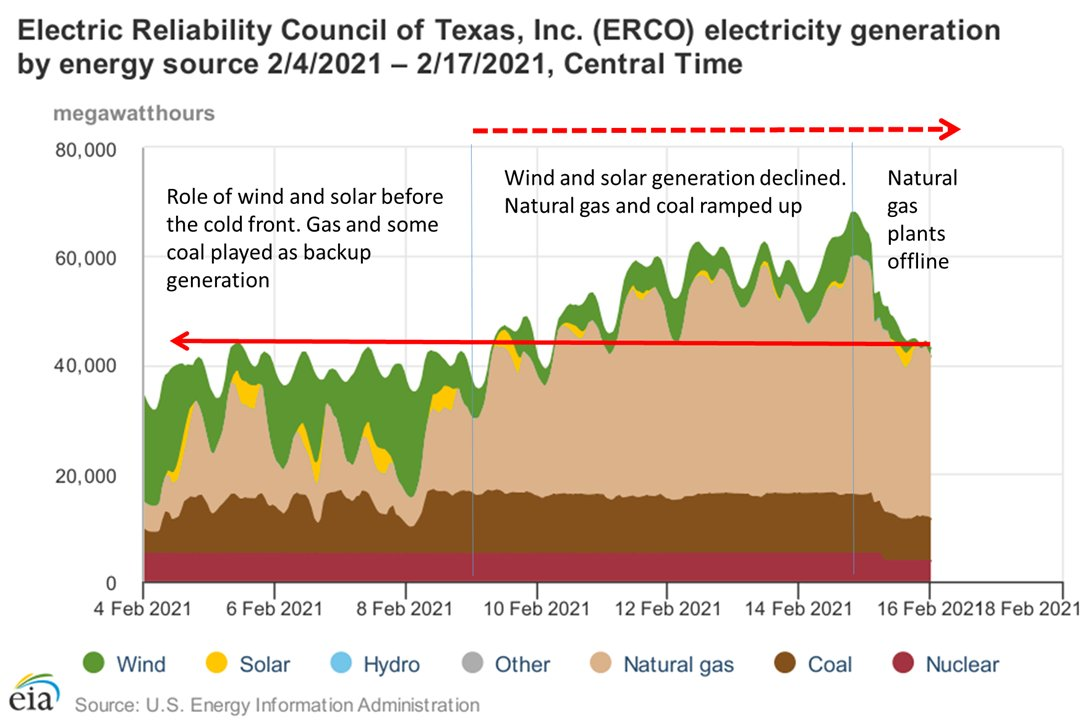 Electric Reliability Council of Texas, Inc. (ERCO) electricity generation
by energy source 2/4/2021 – 2/17/2021, Central Time
megawatthours
80,000
60,000
40,000
20,000
0
Role of wind and solar before
the cold front. Gas and some
coal played as backup
generation
Wind and solar generation declined.
Natural gas and coal ramped up
Natural
gas
plants
offline
4 Feb 2021 6 Feb 2021 8 Feb 2021 10 Feb 2021 12 Feb 2021 14 Feb 2021 16 Feb 2021 18 Feb 2021
Wind Solar Hydro Other Natural gas Coal Nuclear
eia Source: U.S. Energy Information Administration